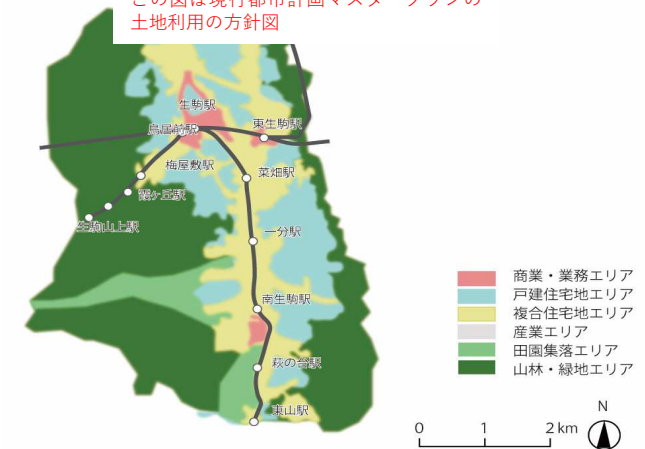 この図は現行都市計画マスタープランの
土地利用の方針図
生駒駅
鳥居前駅
東生駒駅
梅屋敷駅
菜畑駅
霞ヶ丘駅
生駒山上駅
一分駅
南生駒駅
萩の台駅
東山駅
商業・業務エリア
戸建住宅地エリア
複合住宅地エリア
産業エリア
田園集落エリア
山林・緑地エリア
N
0 1 2 km